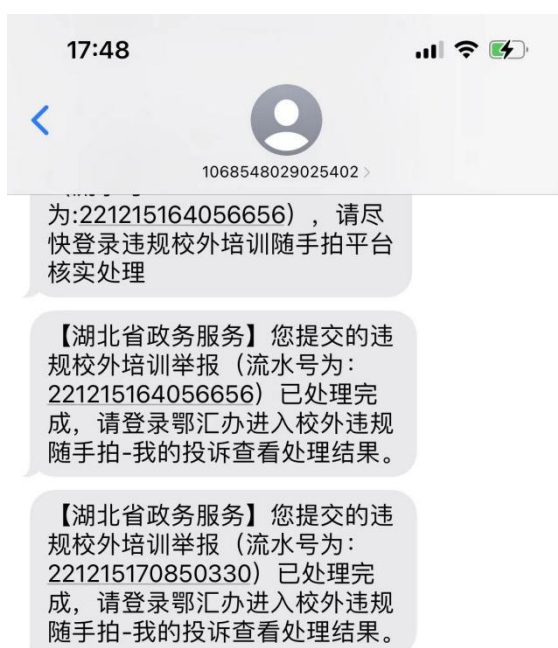 17:48
1068548029025402
为:221215164056656），请尽
快登录违规校外培训随手拍平台
核实处理
【湖北省政务服务】您提交的违
规校外培训举报（流水号为：
221215164056656）已处理完
成，请登录鄂汇办进入校外违规
随手拍-我的投诉查看处理结果。
【湖北省政务服务】您提交的违
规校外培训举报（流水号为：
221215170850330）已处理完
成，请登录鄂汇办进入校外违规
随手拍-我的投诉查看处理结果。